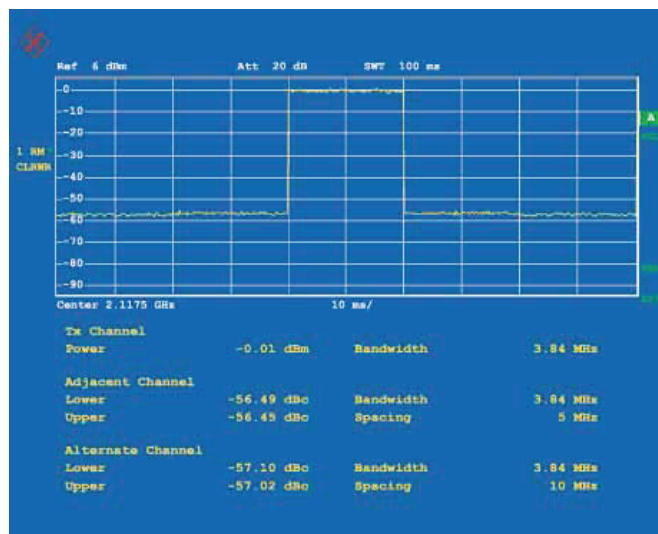 Ref 6 dBm Att 20 dB SWT 100 ms
-0
-10
-20
-30
-40
-50
-60
-70
-80
-90
A
1 RM
CLRWR
Center 2.1175 GHz 10 ms/
Tx Channel
Power -0.01 dBm Bandwidth 3.84 MHz
Adjacent Channel
Lower -56.49 dBc Bandwidth 3.84 MHz
Upper -56.45 dBc Spacing 5 MHz
Alternate Channel
Lower -57.10 dBc Bandwidth 3.84 MHz
Upper -57.02 dBc Spacing 10 MHz